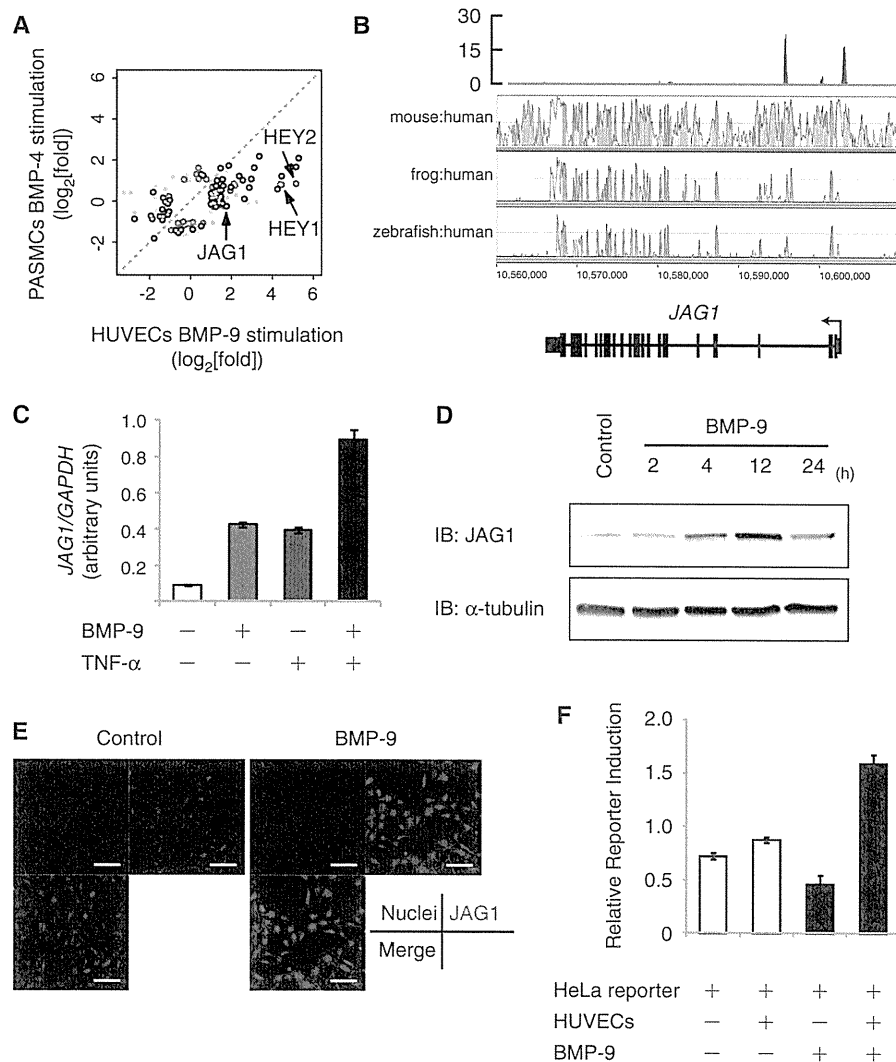 A
PASMCs BMP-4 stimulation
(log2[fold])
6
4
2
0
-2
HEY2
HEY1
JAG1
-2 0 2 4 6
HUVECs BMP-9 stimulation
(log2[fold])
B
30
15
0
mouse:human
frog:human
zebrafish:human
10,560,000 10,570,000 10,580,000 10,590,000 10,600,000
JAG1
C
JAG1/GAPDH
(arbitrary units)
1.0
0.8
0.6
0.4
0.2
BMP-9 − + − +
TNF-α − − + +
D
Control
BMP-9
2 4 12 24 (h)
IB: JAG1
IB: α-tubulin
E
Control BMP-9
Nuclei JAG1
Merge
F
Relative Reporter Induction
2.0
1.5
1.0
0.5
0
HeLa reporter + + + +
HUVECs − + − +
BMP-9 − − + +